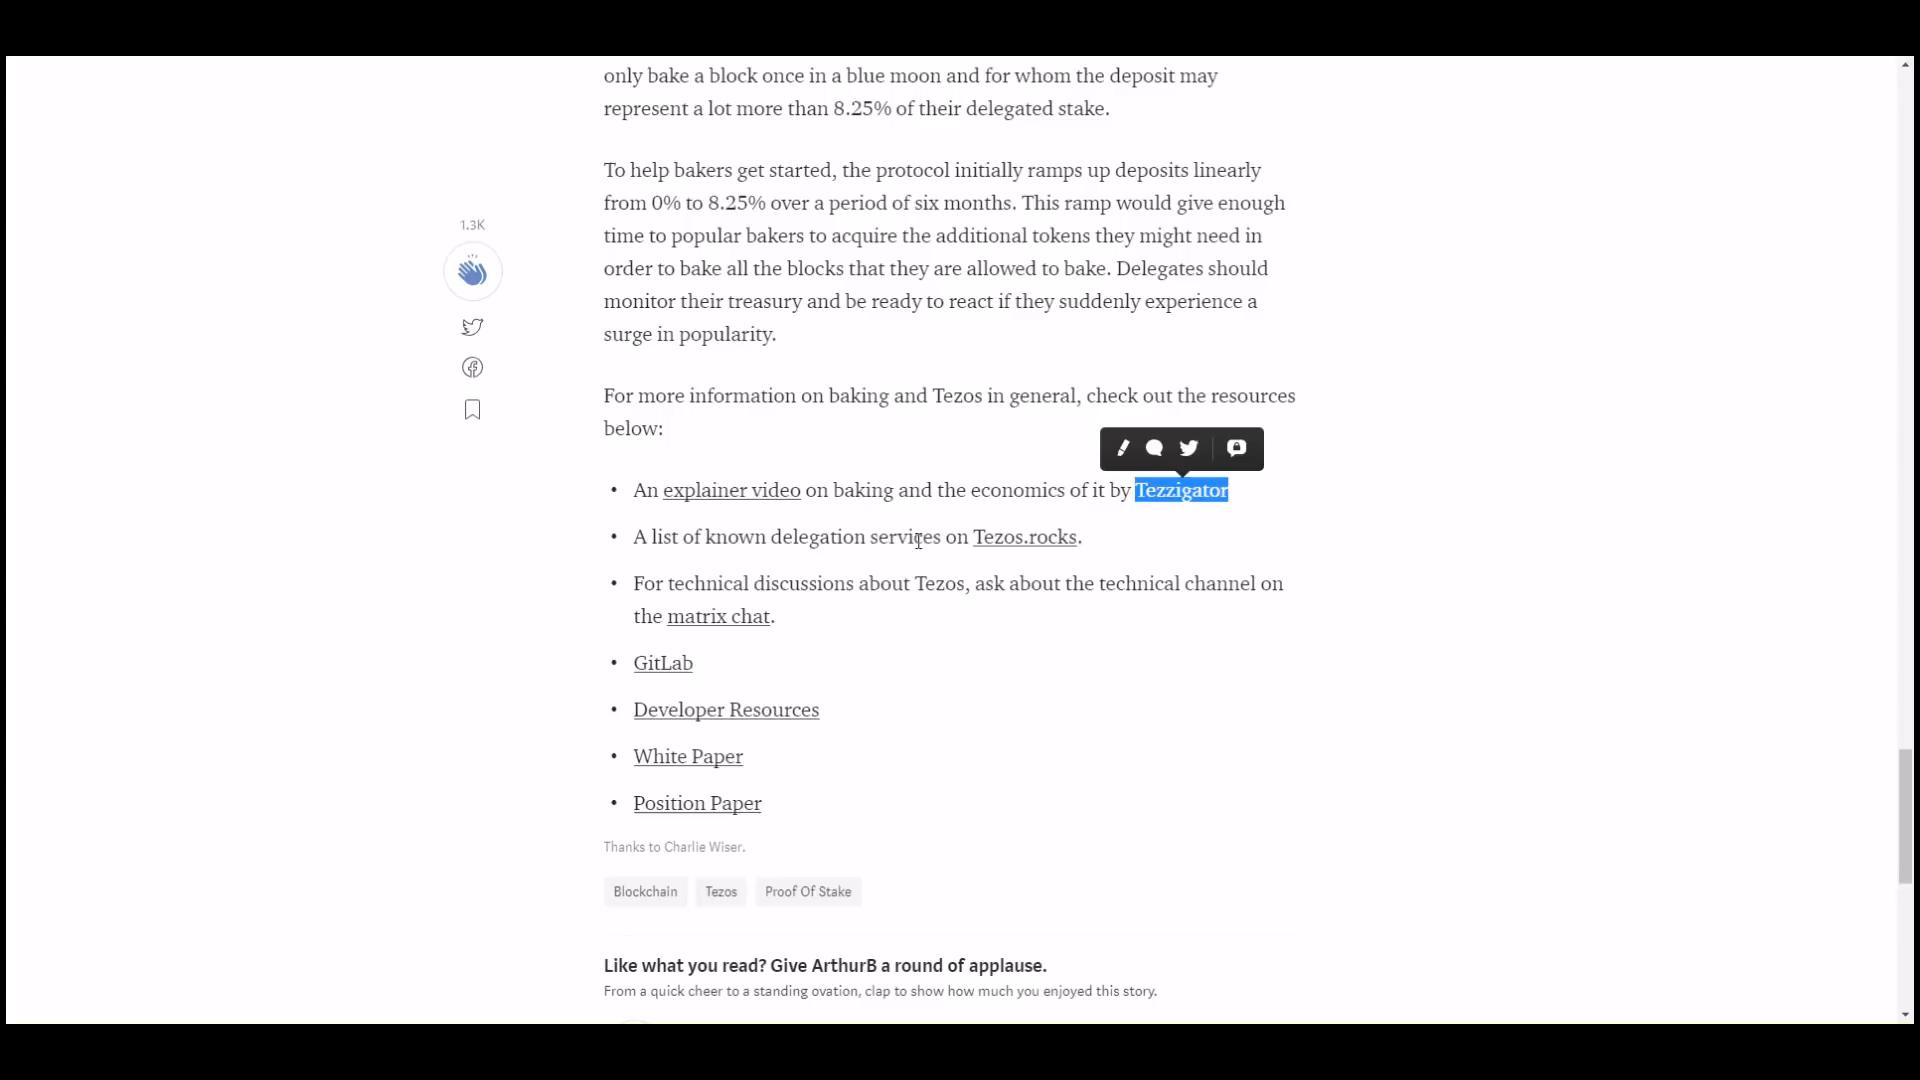 only bake a block once in a blue moon and for whom the deposit may
represent a lot more than 8.25% of their delegated stake.
To help bakers get started, the protocol initially ramps up deposits linearly
from 0% to 8.25% over a period of six months. This ramp would give enough
time to popular bakers to acquire the additional tokens they might need in
order to bake all the blocks that they are allowed to bake. Delegates should
monitor their treasury and be ready to react if they suddenly experience a
surge in popularity.
1.3K
For more information on baking and Tezos in general, check out the resources
below:
• An explainer video on baking and the economics of it by Tezzigator
• A list of known delegation services on Tezos.rocks.
• For technical discussions about Tezos, ask about the technical channel on
the matrix chat.
• GitLab
• Developer Resources
• White Paper
• Position Paper
Thanks to Charlie Wiser.
Blockchain Tezos Proof Of Stake
Like what you read? Give ArthurB a round of applause.
From a quick cheer to a standing ovation, clap to show how much you enjoyed this story.